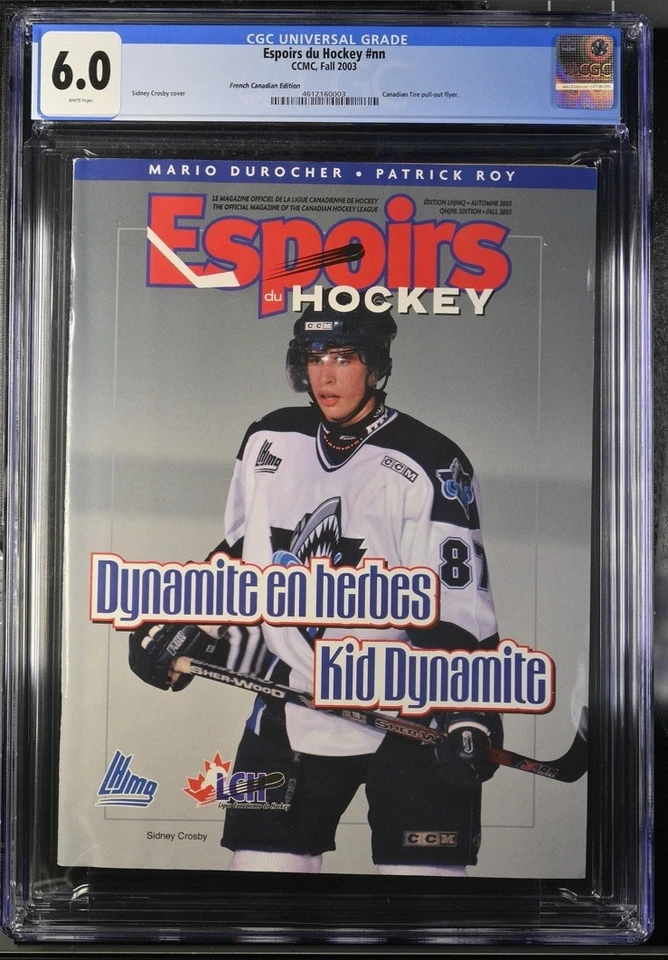 CGC UNIVERSAL GRADE
6.0
WHITE Pages
Espoirs du Hockey #nn
CCMC, Fall 2003
French Canadian Edition
Sidney Crosby cover
4612160003
Canadian Tire pull-out flyer.
CGC
MARIO DUROCHER • PATRICK ROY
LE MAGAZINE OFFICIEL DE LA LIGUE CANADIENNE DE HOCKEY
THE OFFICIAL MAGAZINE OF THE CANADIAN HOCKEY LEAGUE
ÉDITION LHJMQ • AUTOMNE 2003
QMJHL EDITION • FALL 2003
Espoirs
du HOCKEY
CCM
LHJMQ
CCM
87
Dynamite en herbes
Kid Dynamite
SHER-WOOD
SHER-W
LHJMQ
LCH
Ligue Canadienne de Hockey
CCM
Sidney Crosby